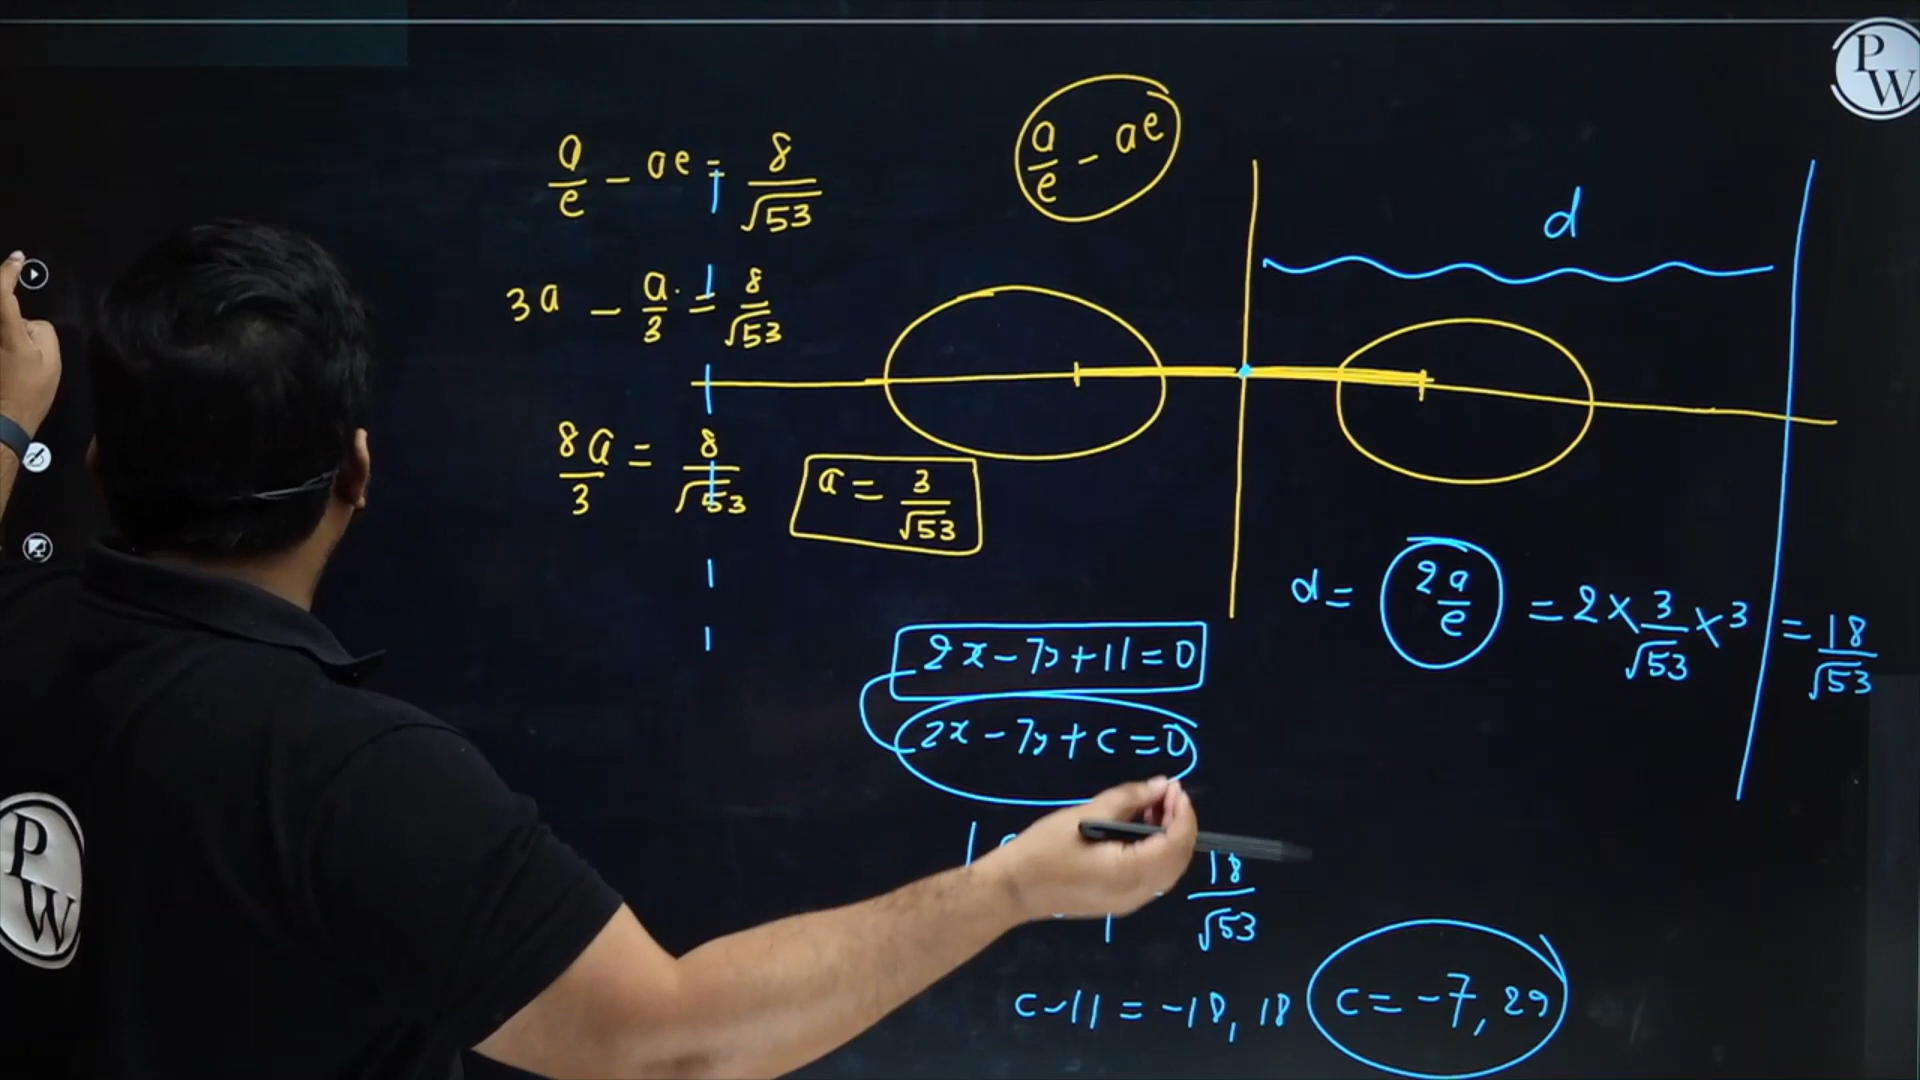 a/e - ae = 8/√53
3a - a/3 = 8/√53
8a/3 = 8/√53
a = 3/√53
a/e - ae
d
d = 2a/e = 2 × 3/√53 × 3 = 18/√53
2x - 7y + 11 = 0
2x - 7y + c = 0
18/√53
c - 11 = -18, 18
c = -7, 29
PW
PW